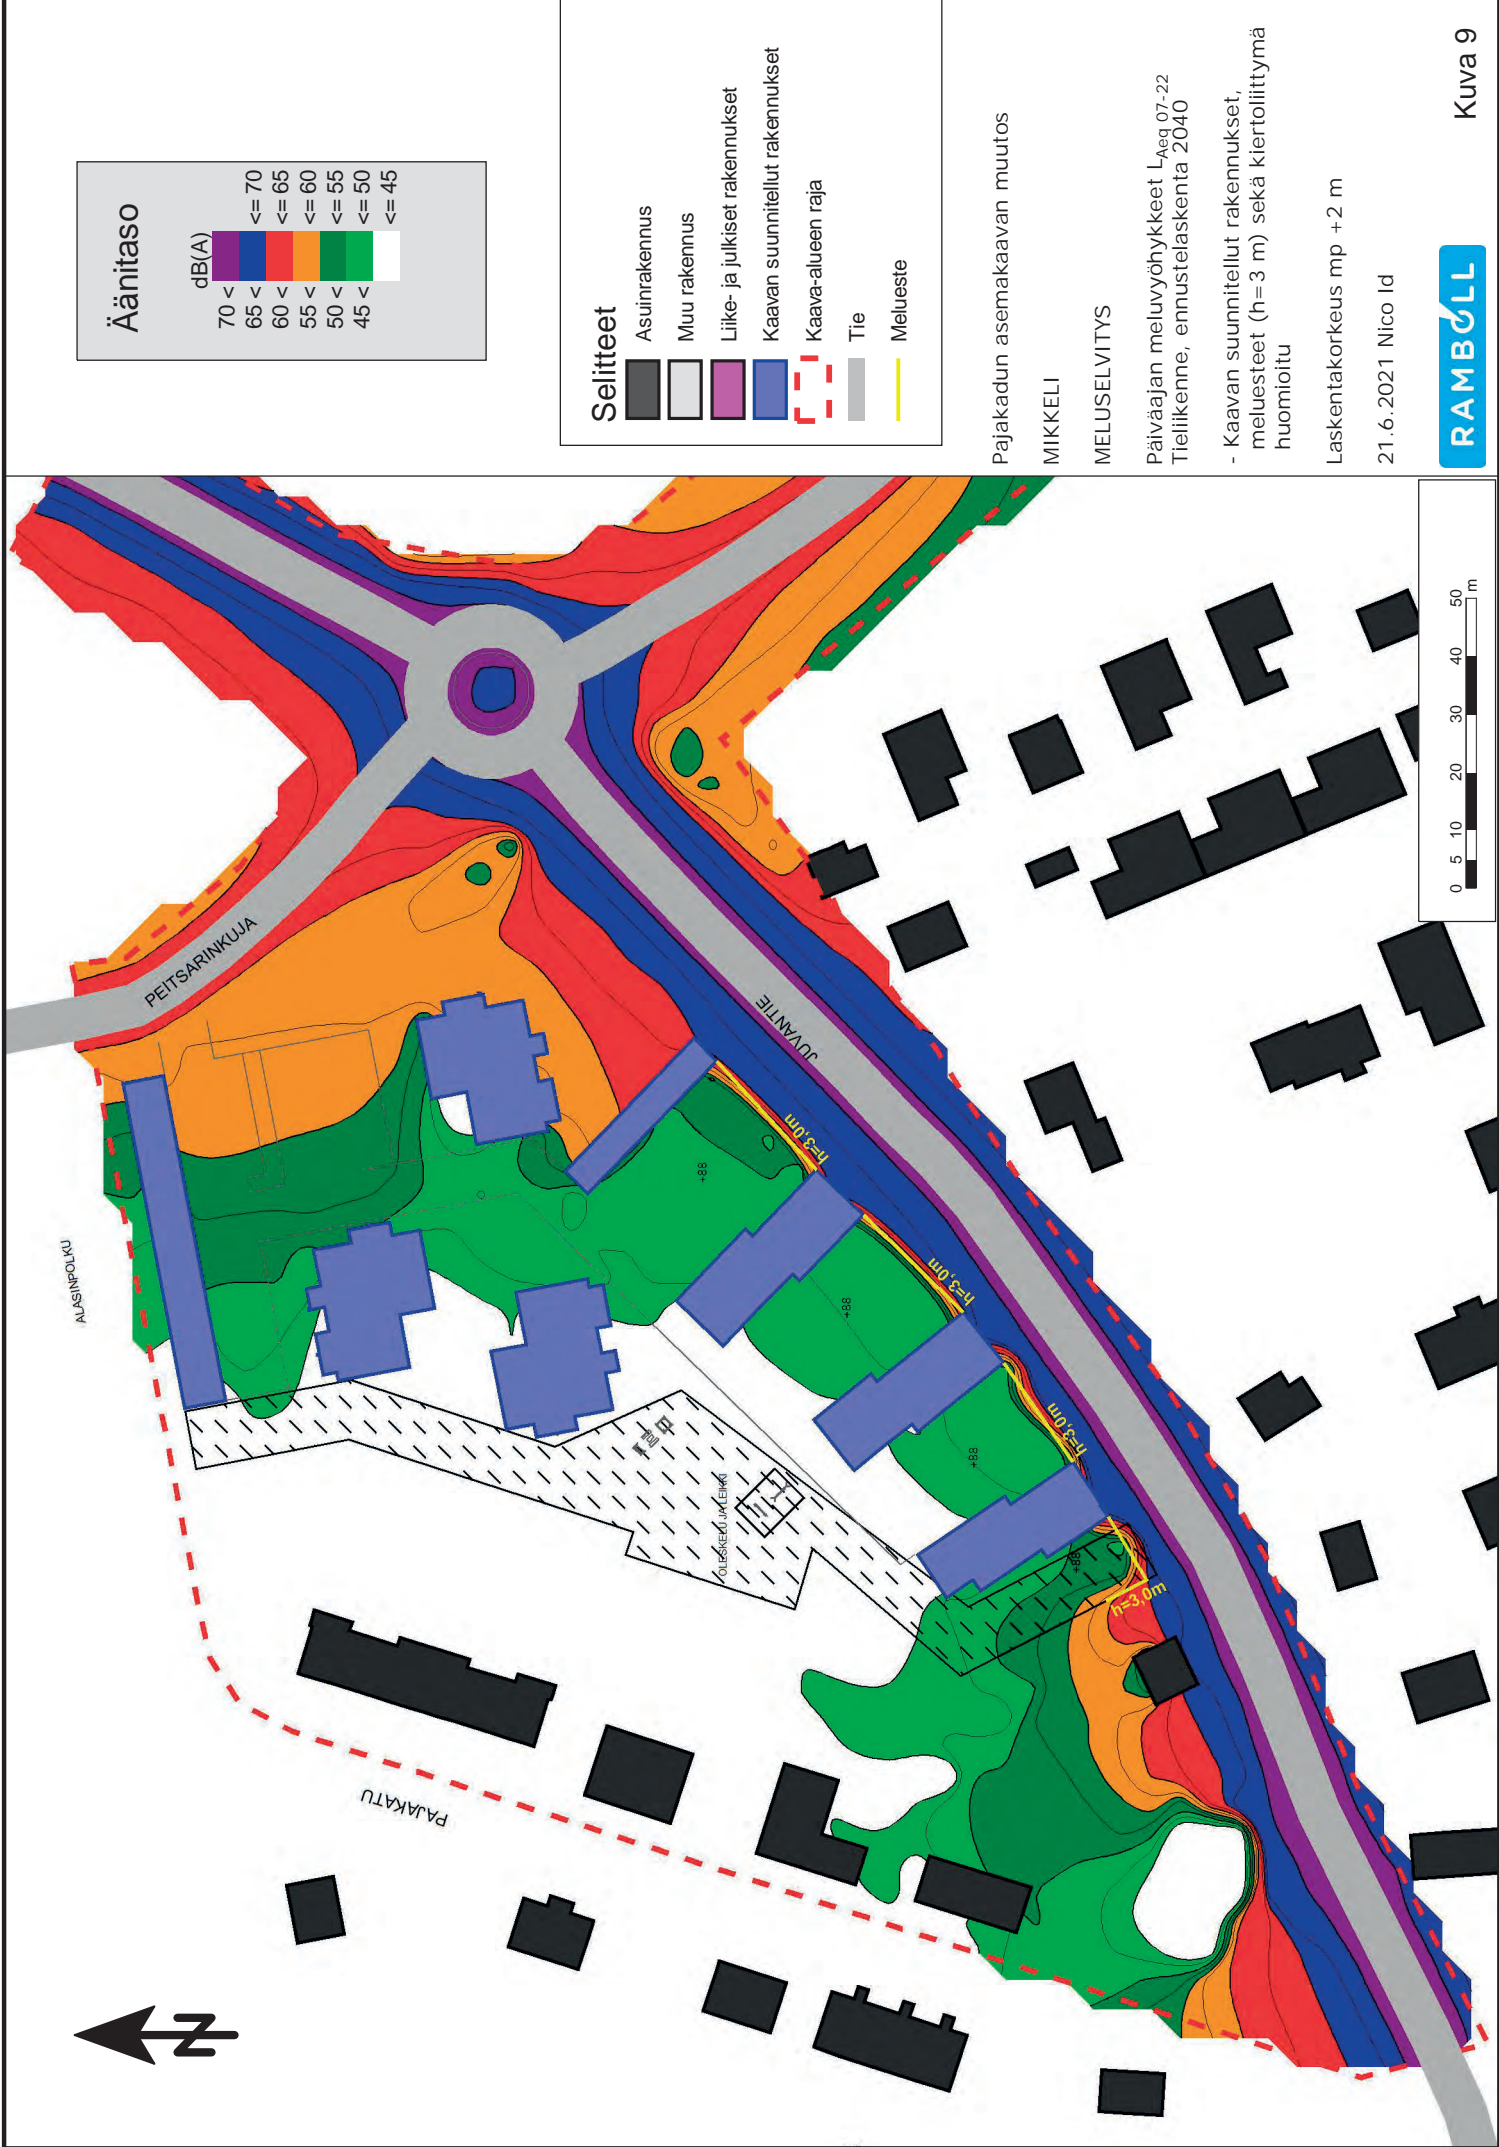 Äänitaso
dB(A)
70 <
65 < <= 70
60 < <= 65
55 < <= 60
50 < <= 55
45 < <= 50
<= 45
Selitteet
Asuinrakennus
Muu rakennus
Liike- ja julkiset rakennukset
Kaavan suunnitellut rakennukset
Kaava-alueen raja
Tie
Melueste
Pajakadun asemakaavan muutos
MIKKELI
MELUSELVITYS
Päiväajan meluvyöhykkeet LAeq 07-22
Tieliikenne, ennustelaskenta 2040
- Kaavan suunnitellut rakennukset,
meluesteet (h= 3 m) sekä kiertoliittymä
huomioitu
Laskentakorkeus mp +2 m
21.6.2021 Nico Id
RAMBOLL
Kuva 9
PEITSARINKUJA
JUVANTIE
ALASINPOLKU
PAJAKATU
OLESKELU JA LEIKKI
h=3,0m
h=3,0m
h=3,0m
h=3,0m
+88
+88
+88
+88
0 5 10 20 30 40 50
m
N